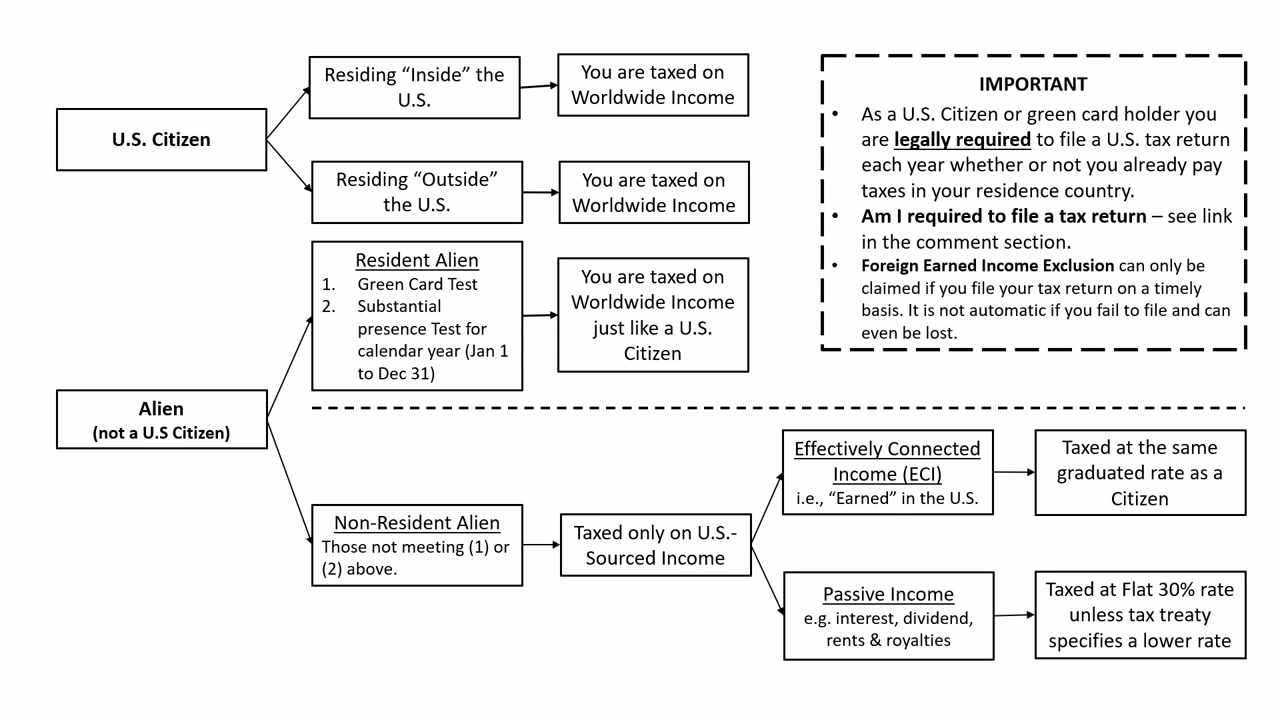 U.S. Citizen
Residing “Inside” the
U.S.
You are taxed on
Worldwide Income
Residing “Outside”
the U.S.
You are taxed on
Worldwide Income
Alien
(not a U.S Citizen)
Resident Alien
1. Green Card Test
2. Substantial
presence Test for
calendar year (Jan 1
to Dec 31)
You are taxed on
Worldwide Income
just like a U.S.
Citizen
Non-Resident Alien
Those not meeting (1) or
(2) above.
Taxed only on U.S.-
Sourced Income
Effectively Connected
Income (ECI)
i.e., “Earned” in the U.S.
Taxed at the same
graduated rate as a
Citizen
Passive Income
e.g. interest, dividend,
rents & royalties
Taxed at Flat 30% rate
unless tax treaty
specifies a lower rate
IMPORTANT
• As a U.S. Citizen or green card holder you
are legally required to file a U.S. tax return
each year whether or not you already pay
taxes in your residence country.
• Am I required to file a tax return – see link
in the comment section.
• Foreign Earned Income Exclusion can only be
claimed if you file your tax return on a timely
basis. It is not automatic if you fail to file and can
even be lost.